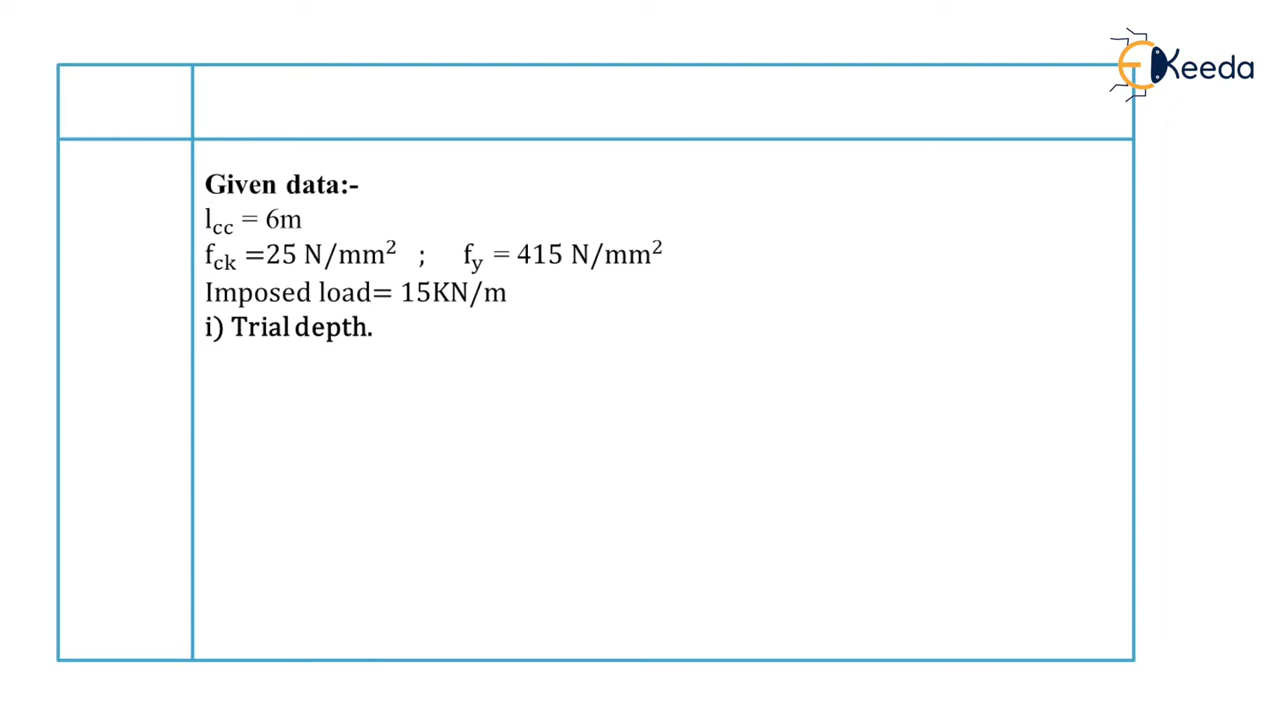 Keeda
Given data:-
lcc = 6m
fck =25 N/mm² ; fy = 415 N/mm²
Imposed load= 15KN/m
i) Trial depth.